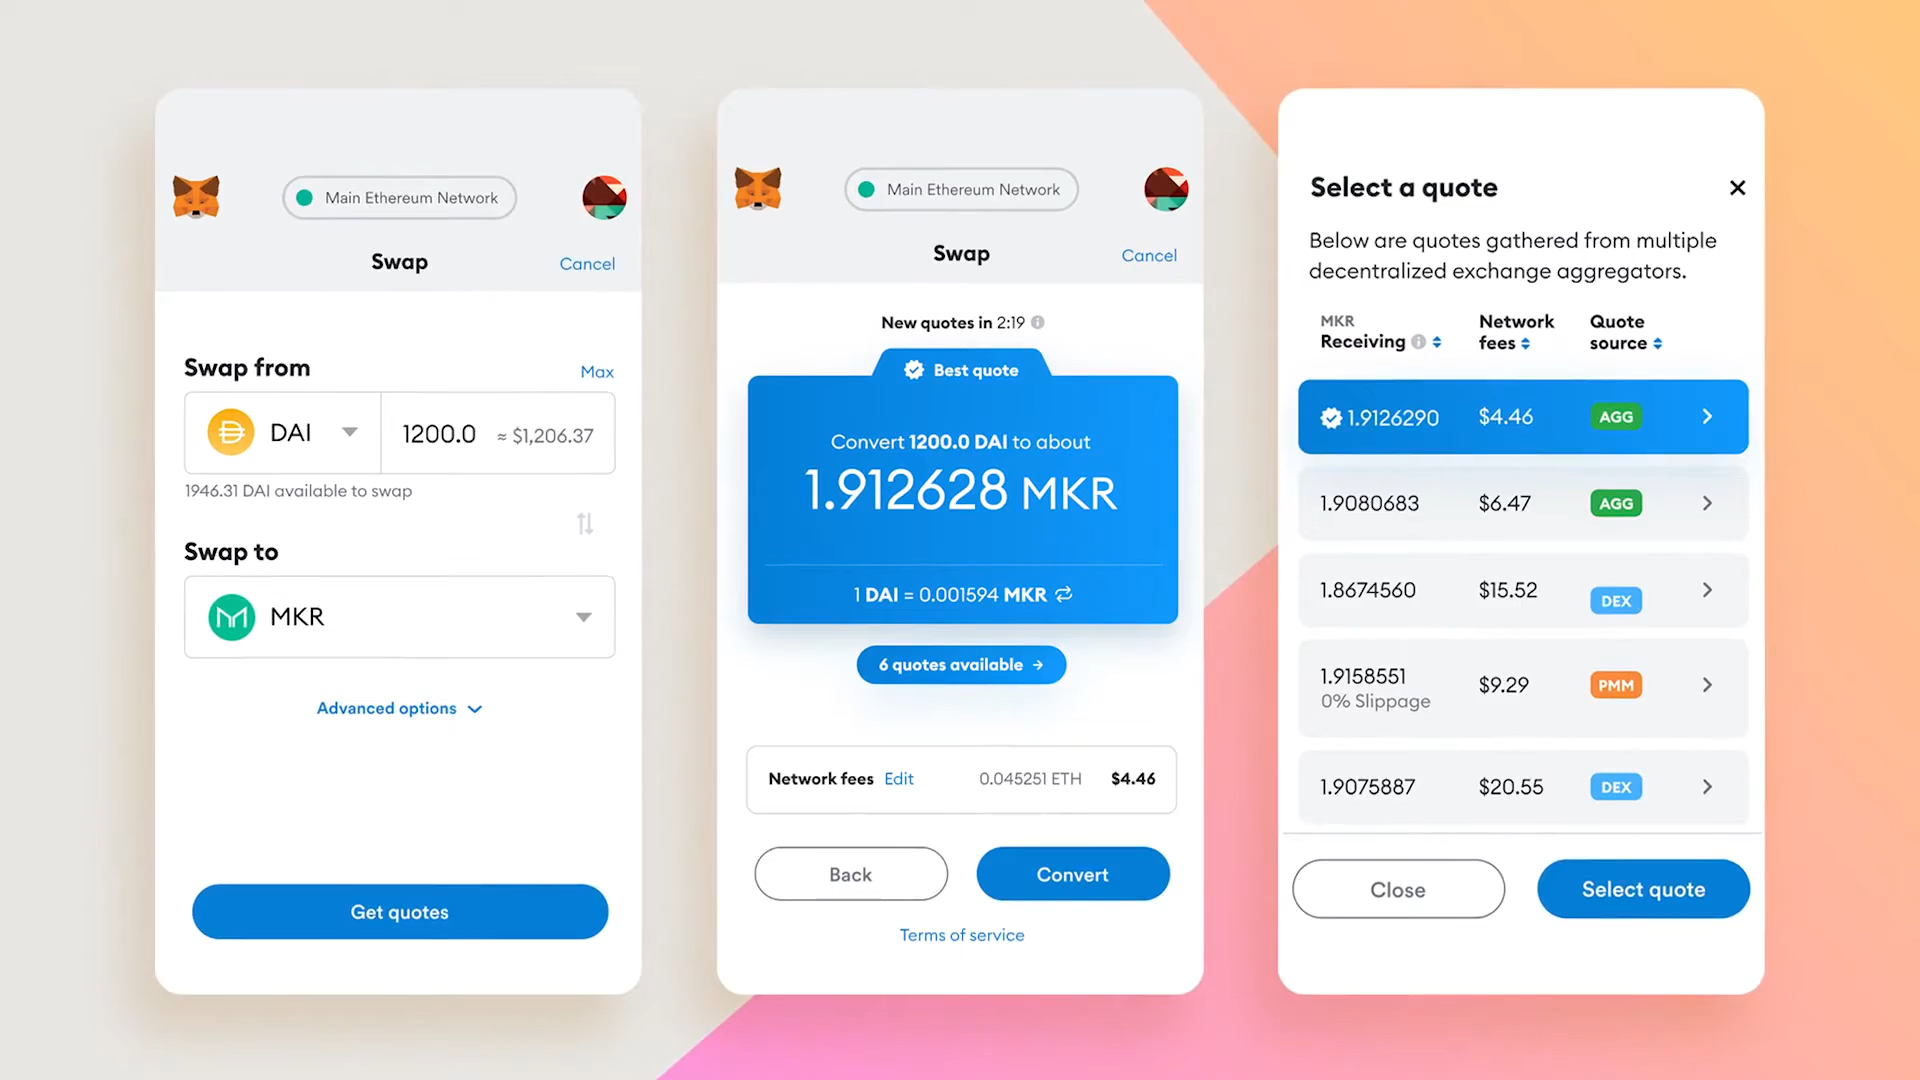 Main Ethereum Network
Swap
Cancel
Swap from
Max
DAI
1200.0
≈ $1,206.37
1946.31 DAI available to swap
Swap to
MKR
Advanced options
Get quotes
Main Ethereum Network
Swap
Cancel
New quotes in 2:19
Best quote
Convert 1200.0 DAI to about
1.912628 MKR
1 DAI = 0.001594 MKR
6 quotes available →
Network fees Edit 0.045251 ETH $4.46
Back
Convert
Terms of service
Select a quote
Below are quotes gathered from multiple
decentralized exchange aggregators.
MKR
Receiving
Network
fees
Quote
source
1.9126290 $4.46 AGG
1.9080683 $6.47 AGG
1.8674560 $15.52 DEX
1.9158551
0% Slippage
$9.29 PMM
1.9075887 $20.55 DEX
Close
Select quote